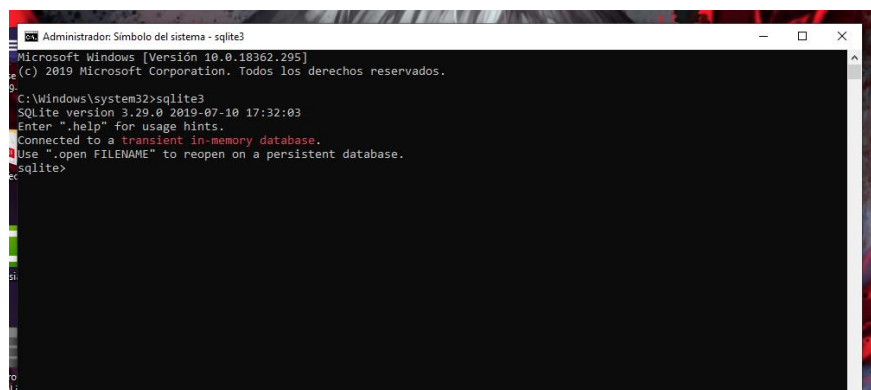 Administrador: Símbolo del sistema - sqlite3
Microsoft Windows [Versión 10.0.18362.295]
(c) 2019 Microsoft Corporation. Todos los derechos reservados.
C:\Windows\system32>sqlite3
SQLite version 3.29.0 2019-07-10 17:32:03
Enter ".help" for usage hints.
Connected to a transient in-memory database.
Use ".open FILENAME" to reopen on a persistent database.
sqlite>